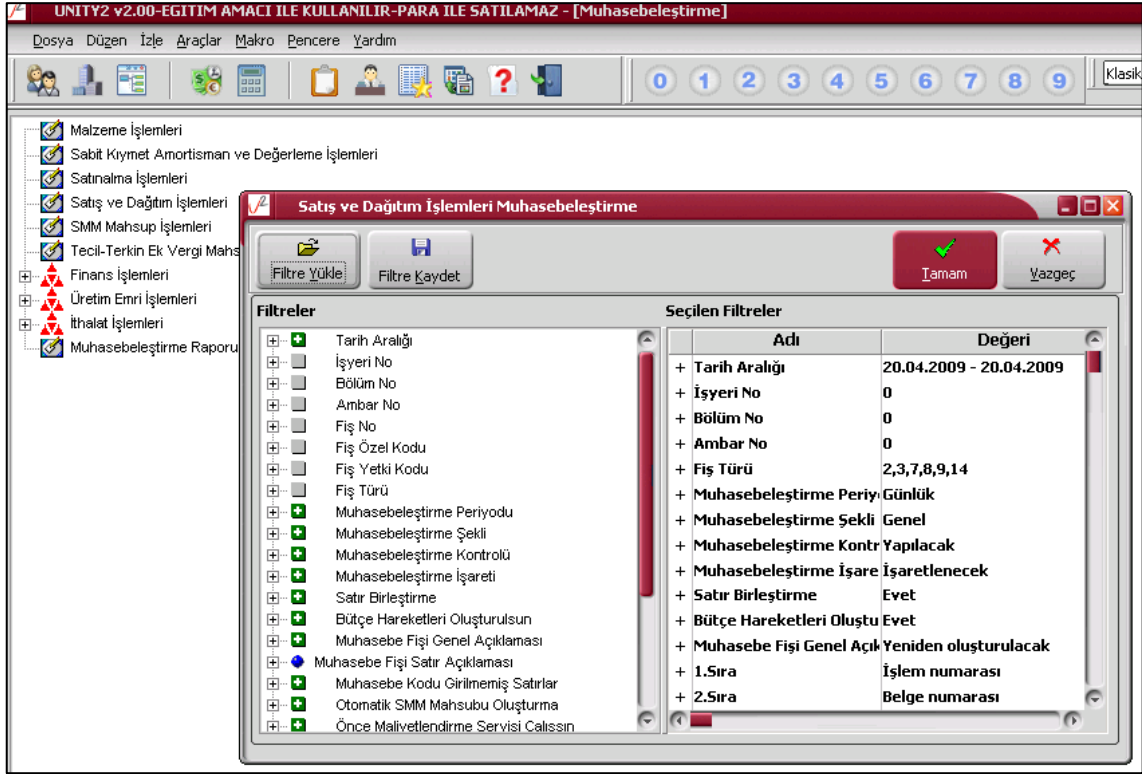 UNITY2 v2.00-EGITIM AMACI ILE KULLANILIR-PARA ILE SATILAMAZ - [Muhasebeleştirme]
Dosya Düzen İzle Araçlar Makro Pencere Yardım
0 1 2 3 4 5 6 7 8 9 Klasik
Malzeme İşlemleri
Sabit Kıymet Amortisman ve Değerleme İşlemleri
Satınalma İşlemleri
Satış ve Dağıtım İşlemleri
SMM Mahsup İşlemleri
Tecil-Terkin Ek Vergi Mahs
Finans İşlemleri
Üretim Emri İşlemleri
İthalat İşlemleri
Muhasebeleştirme Raporu
Satış ve Dağıtım İşlemleri Muhasebeleştirme
Filtre Yükle Filtre Kaydet Tamam Vazgeç
Filtreler
Tarih Aralığı
İşyeri No
Bölüm No
Ambar No
Fiş No
Fiş Özel Kodu
Fiş Yetki Kodu
Fiş Türü
Muhasebeleştirme Periyodu
Muhasebeleştirme Şekli
Muhasebeleştirme Kontrolü
Muhasebeleştirme İşareti
Satır Birleştirme
Bütçe Hareketleri Oluşturulsun
Muhasebe Fişi Genel Açıklaması
Muhasebe Fişi Satır Açıklaması
Muhasebe Kodu Girilmemiş Satırlar
Otomatik SMM Mahsubu Oluşturma
Önce Maliyetlendirme Servisi Çalışsın
Seçilen Filtreler
Adı Değeri
+ Tarih Aralığı 20.04.2009 - 20.04.2009
+ İşyeri No 0
+ Bölüm No 0
+ Ambar No 0
+ Fiş Türü 2,3,7,8,9,14
+ Muhasebeleştirme Periy Günlük
+ Muhasebeleştirme Şekli Genel
+ Muhasebeleştirme Kontr Yapılacak
+ Muhasebeleştirme İşare İşaretlenecek
+ Satır Birleştirme Evet
+ Bütçe Hareketleri Oluştu Evet
+ Muhasebe Fişi Genel Açık Yeniden oluşturulacak
+ 1.Sıra İşlem numarası
+ 2.Sıra Belge numarası